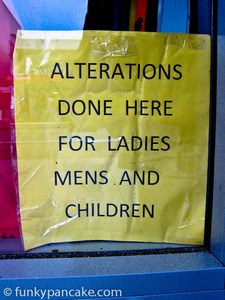 ALTERATIONS
DONE HERE
FOR LADIES
MENS AND
CHILDREN
© funkypancake.com